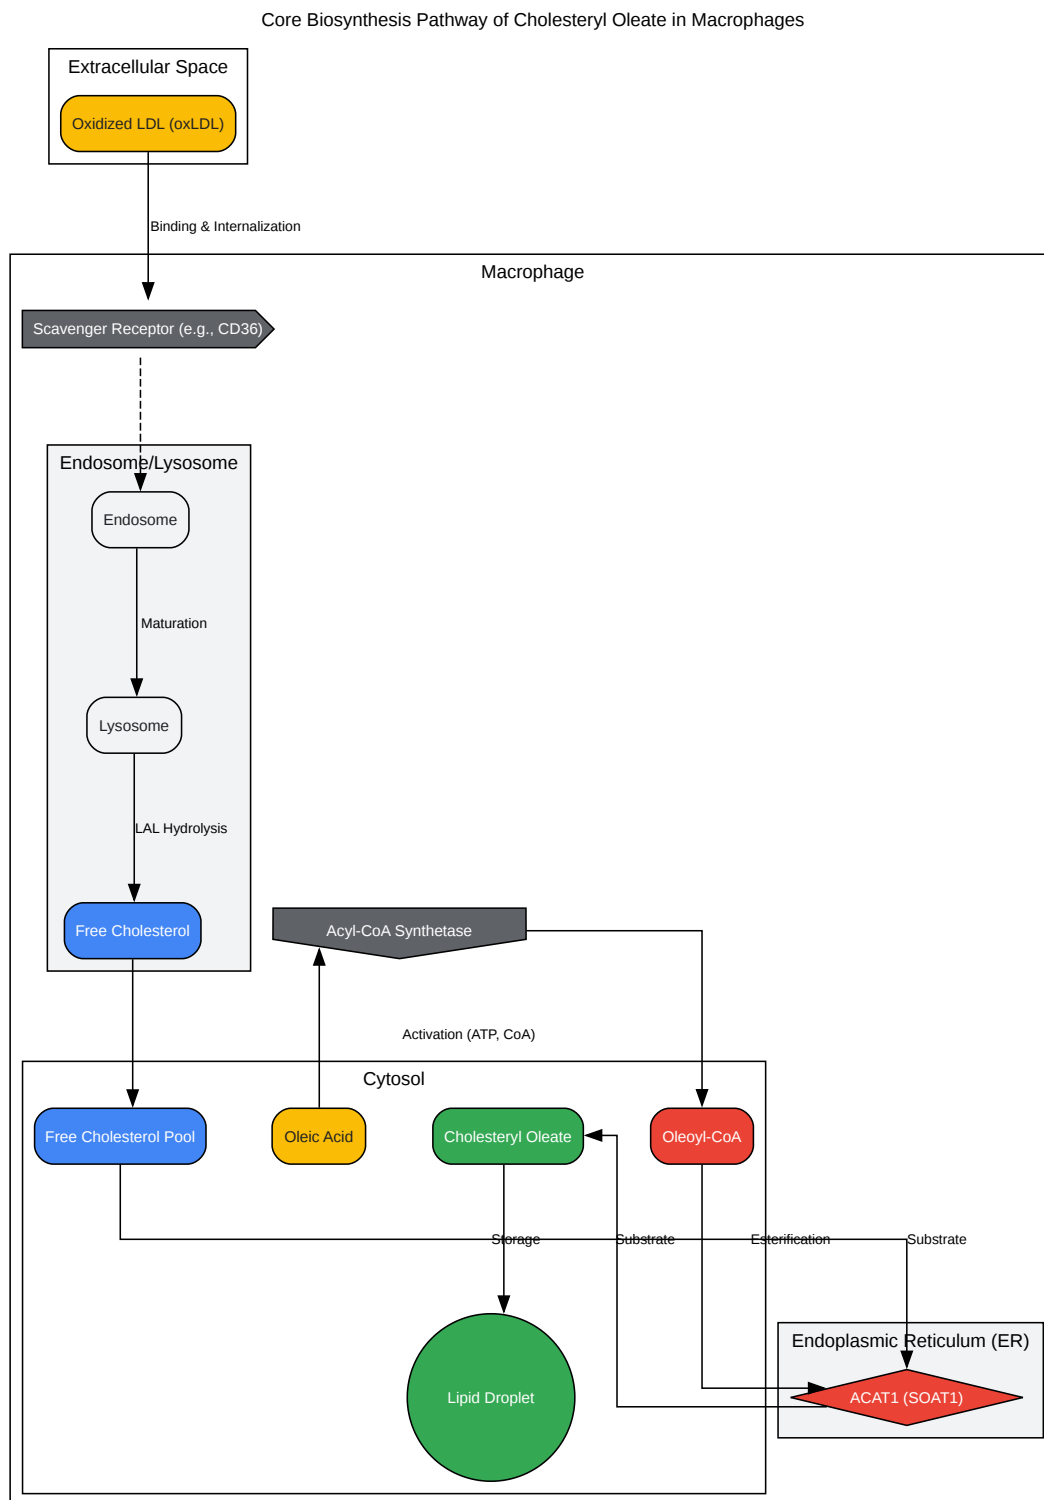 Core Biosynthesis Pathway of Cholesteryl Oleate in Macrophages
Extracellular Space
Oxidized LDL (oxLDL)
Binding & Internalization
Macrophage
Scavenger Receptor (e.g., CD36)
Endosome/Lysosome
Endosome
Maturation
Lysosome
LAL Hydrolysis
Free Cholesterol
Acyl-CoA Synthetase
Activation (ATP, CoA)
Cytosol
Free Cholesterol Pool
Oleic Acid
Cholesteryl Oleate
Oleoyl-CoA
Storage
Substrate
Esterification
Substrate
Endoplasmic Reticulum (ER)
Lipid Droplet
ACAT1 (SOAT1)